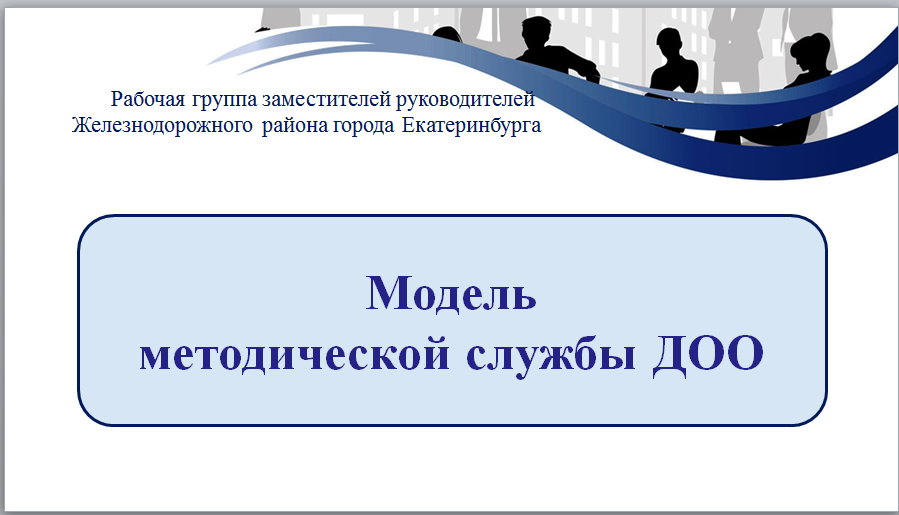 Рабочая группа заместителей руководителей
Железнодорожного района города Екатеринбурга
Модель
методической службы ДОО